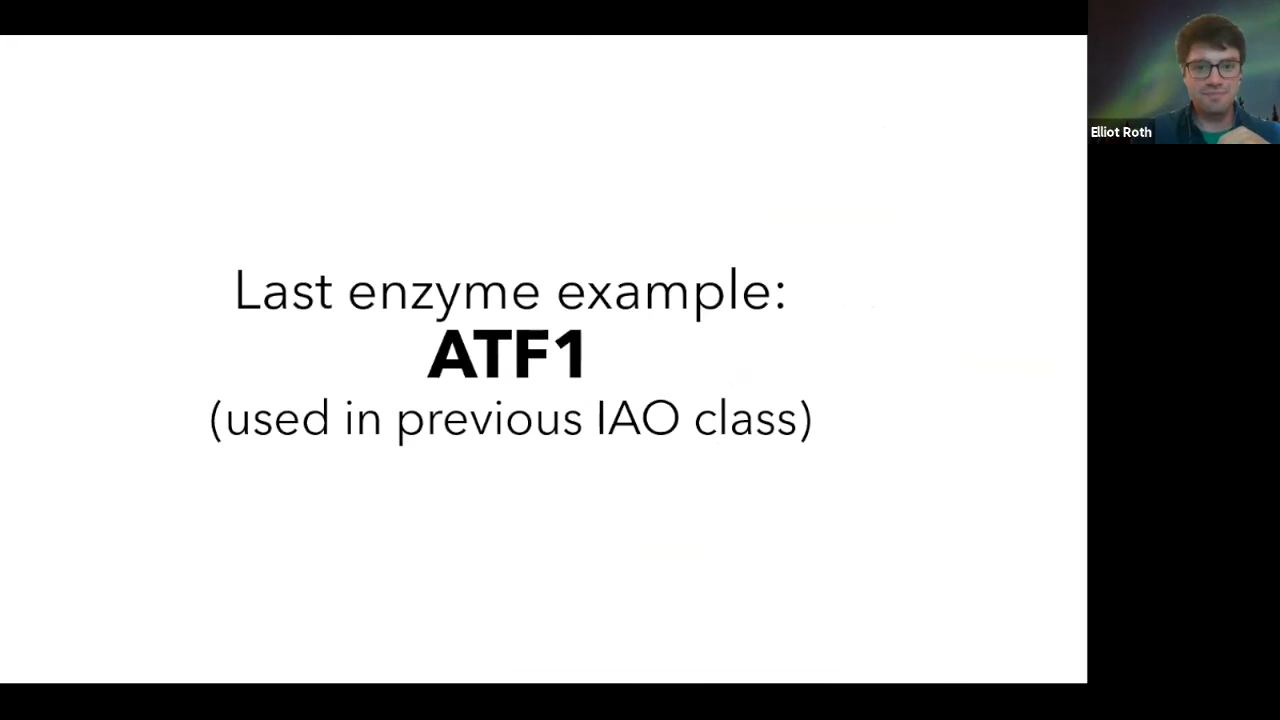 Last enzyme example:
ATF1
(used in previous IAO class)
Elliot Roth